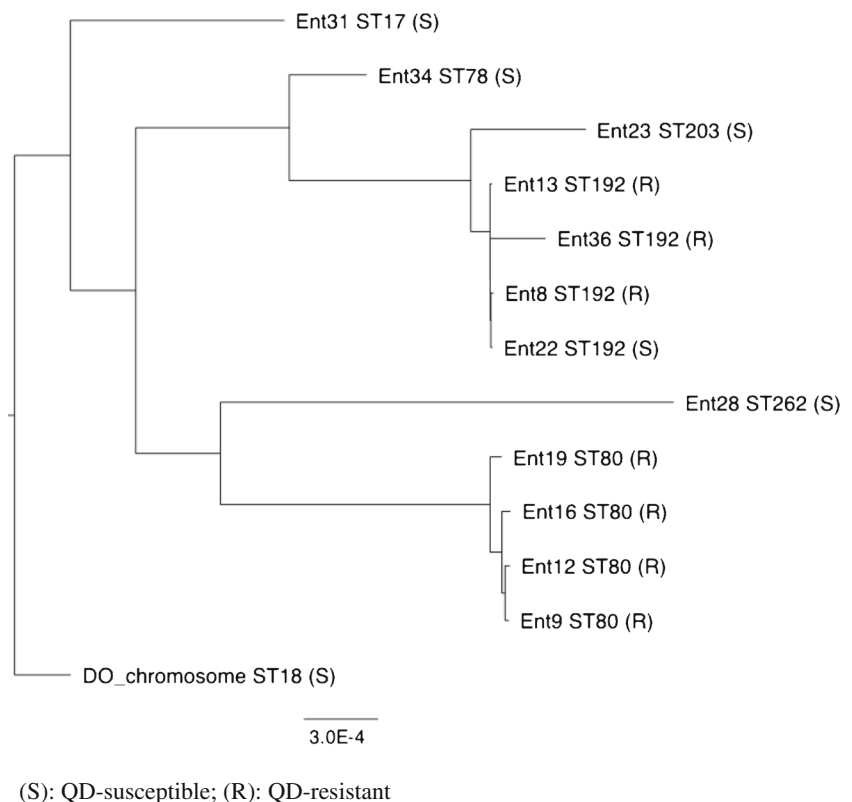 Ent31 ST17 (S)
Ent34 ST78 (S)
Ent23 ST203 (S)
Ent13 ST192 (R)
Ent36 ST192 (R)
Ent8 ST192 (R)
Ent22 ST192 (S)
Ent28 ST262 (S)
Ent19 ST80 (R)
Ent16 ST80 (R)
Ent12 ST80 (R)
Ent9 ST80 (R)
DO_chromosome ST18 (S)
3.0E-4
(S): QD-susceptible; (R): QD-resistant